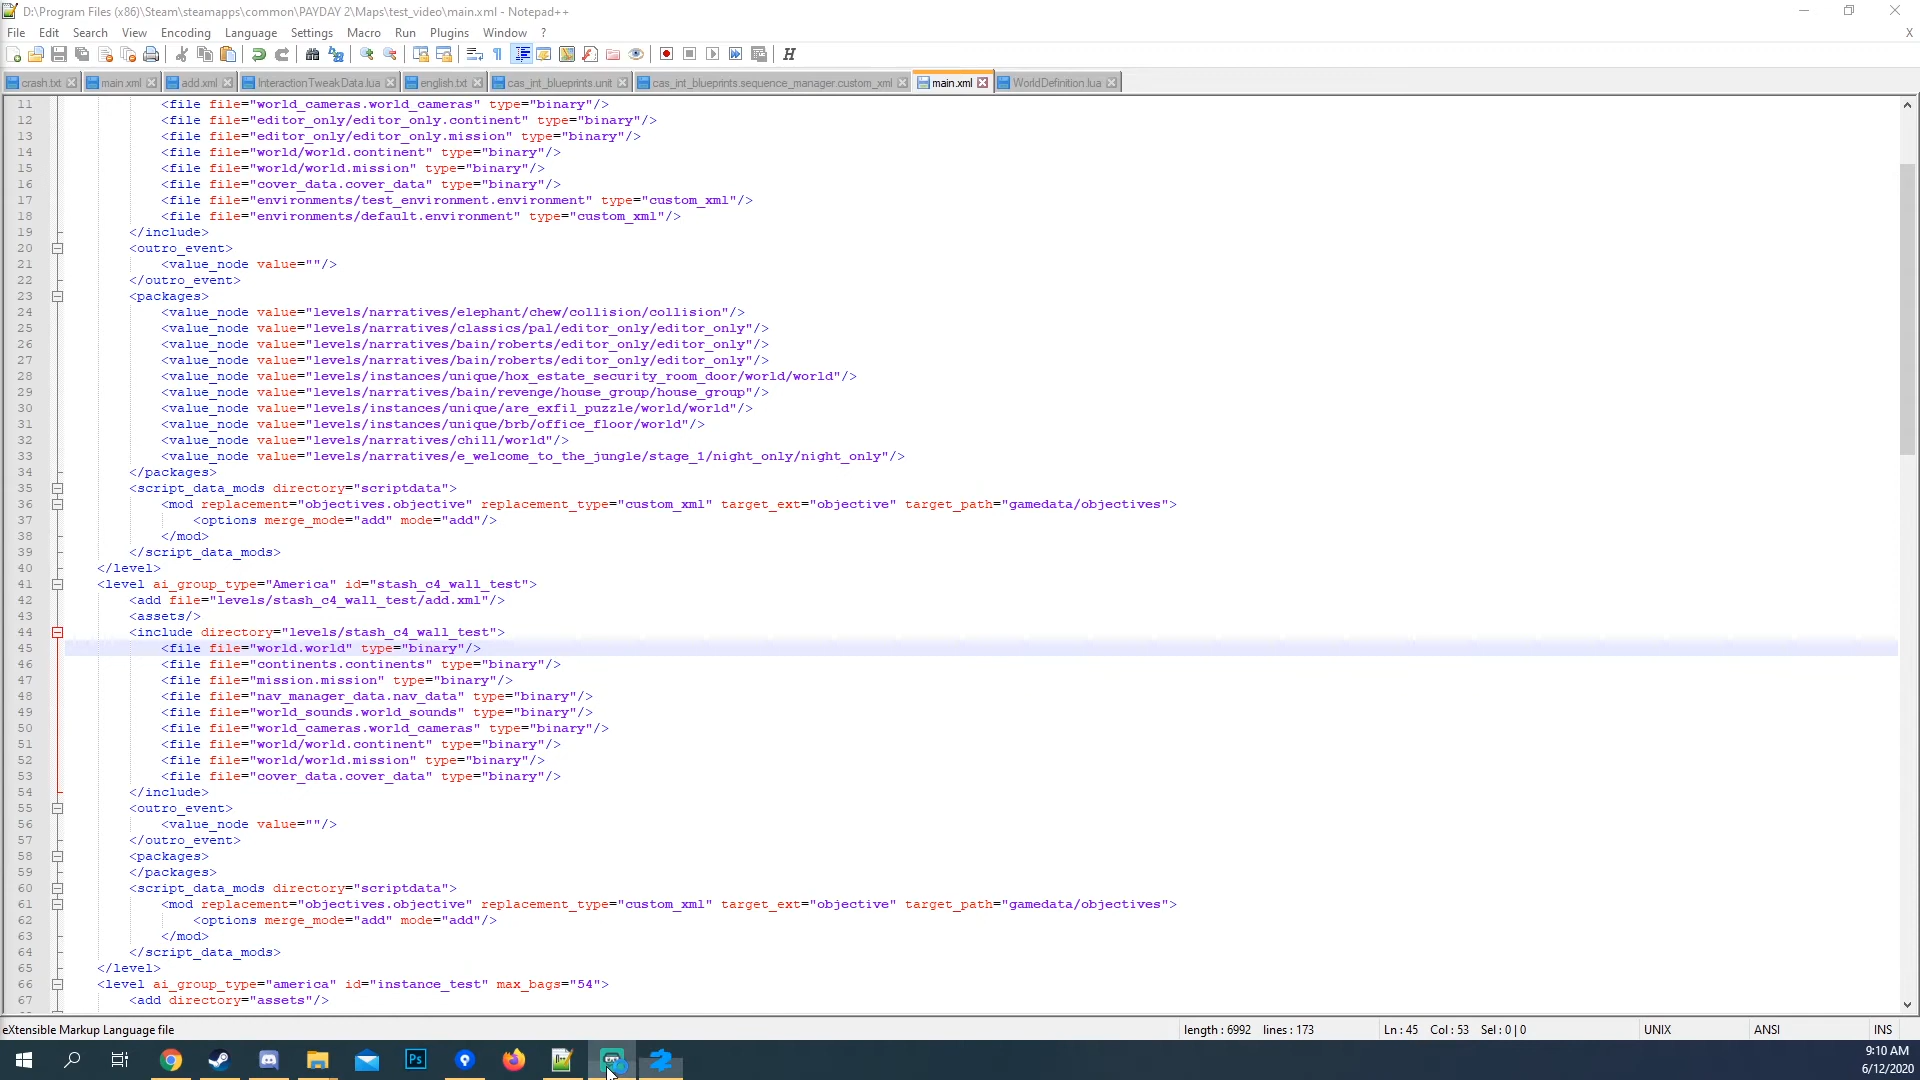 D:\Program Files (x86)\Steam\steamapps\common\PAYDAY 2\Maps\test_video\main.xml - Notepad++
File Edit Search View Encoding Language Settings Macro Run Plugins Window ? X
crash.txt main.xml add.xml InteractionTweakData.lua english.txt cas_int_blueprints.unit cas_int_blueprints.sequence_manager.custom_xml main.xml WorldDefinition.lua
11 <file file="world_cameras.world_cameras" type="binary"/>
12 <file file="editor_only/editor_only.continent" type="binary"/>
13 <file file="editor_only/editor_only.mission" type="binary"/>
14 <file file="world/world.continent" type="binary"/>
15 <file file="world/world.mission" type="binary"/>
16 <file file="cover_data.cover_data" type="binary"/>
17 <file file="environments/test_environment.environment" type="custom_xml"/>
18 <file file="environments/default.environment" type="custom_xml"/>
19 </include>
20 <outro_event>
21 <value_node value=""/>
22 </outro_event>
23 <packages>
24 <value_node value="levels/narratives/elephant/chew/collision/collision"/>
25 <value_node value="levels/narratives/classics/pal/editor_only/editor_only"/>
26 <value_node value="levels/narratives/bain/roberts/editor_only/editor_only"/>
27 <value_node value="levels/narratives/bain/roberts/editor_only/editor_only"/>
28 <value_node value="levels/instances/unique/hox_estate_security_room_door/world/world"/>
29 <value_node value="levels/narratives/bain/revenge/house_group/house_group"/>
30 <value_node value="levels/instances/unique/are_exfil_puzzle/world/world"/>
31 <value_node value="levels/instances/unique/brb/office_floor/world"/>
32 <value_node value="levels/narratives/chill/world"/>
33 <value_node value="levels/narratives/e_welcome_to_the_jungle/stage_1/night_only/night_only"/>
34 </packages>
35 <script_data_mods directory="scriptdata">
36 <mod replacement="objectives.objective" replacement_type="custom_xml" target_ext="objective" target_path="gamedata/objectives">
37 <options merge_mode="add" mode="add"/>
38 </mod>
39 </script_data_mods>
40 </level>
41 <level ai_group_type="America" id="stash_c4_wall_test">
42 <add file="levels/stash_c4_wall_test/add.xml"/>
43 <assets/>
44 <include directory="levels/stash_c4_wall_test">
45 <file file="world.world" type="binary"/>
46 <file file="continents.continents" type="binary"/>
47 <file file="mission.mission" type="binary"/>
48 <file file="nav_manager_data.nav_data" type="binary"/>
49 <file file="world_sounds.world_sounds" type="binary"/>
50 <file file="world_cameras.world_cameras" type="binary"/>
51 <file file="world/world.continent" type="binary"/>
52 <file file="world/world.mission" type="binary"/>
53 <file file="cover_data.cover_data" type="binary"/>
54 </include>
55 <outro_event>
56 <value_node value=""/>
57 </outro_event>
58 <packages>
59 </packages>
60 <script_data_mods directory="scriptdata">
61 <mod replacement="objectives.objective" replacement_type="custom_xml" target_ext="objective" target_path="gamedata/objectives">
62 <options merge_mode="add" mode="add"/>
63 </mod>
64 </script_data_mods>
65 </level>
66 <level ai_group_type="america" id="instance_test" max_bags="54">
67 <add directory="assets"/>
eXtensible Markup Language file length : 6992 lines : 173 Ln : 45 Col : 53 Sel : 0 | 0 UNIX ANSI INS
Ps
9:10 AM
6/12/2020